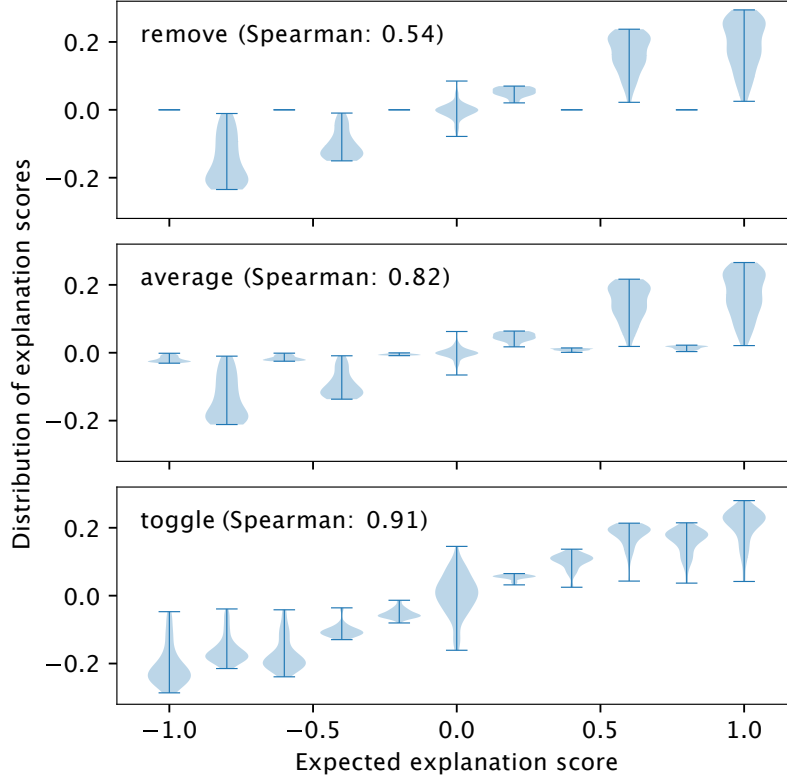 Distribution of explanation scores
remove (Spearman: 0.54)
0.2
0.0
−0.2
average (Spearman: 0.82)
0.2
0.0
−0.2
toggle (Spearman: 0.91)
0.2
0.0
−0.2
−1.0 −0.5 0.0 0.5 1.0
Expected explanation score